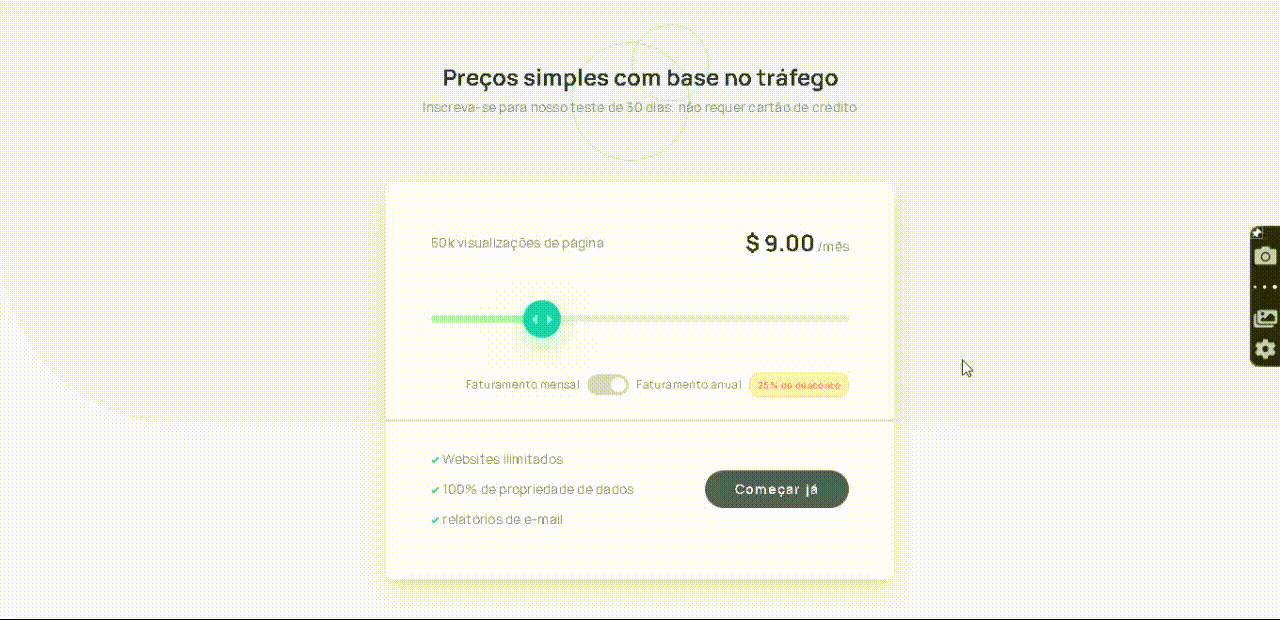 Preços simples com base no tráfego
Inscreva-se para nosso teste de 30 dias. não requer cartão de crédito
50k visualizações de página
$ 9.00 /mês
Faturamento mensal
Faturamento anual
25% de desconto
✔ Websites ilimitados
✔ 100% de propriedade de dados
✔ relatórios de e-mail
Começar já